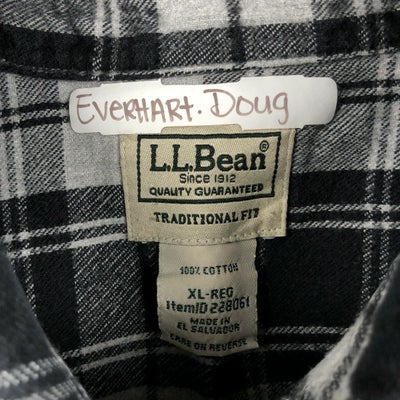 EVERHART. DOUG
L.L.Bean®
Since 1912
QUALITY GUARANTEED
TRADITIONAL FIT
100% COTTON
XL-REG
ItemID 228061
MADE IN
EL SALVADOR
CARE ON REVERSE